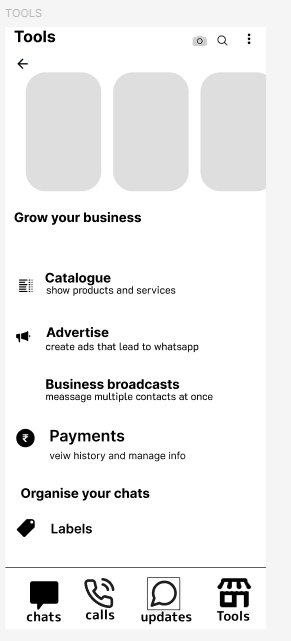 TOOLS
Tools
Grow your business
Catalogue
show products and services
Advertise
create ads that lead to whatsapp
Business broadcasts
meassage multiple contacts at once
₹
Payments
veiw history and manage info
Organise your chats
Labels
chats calls updates Tools